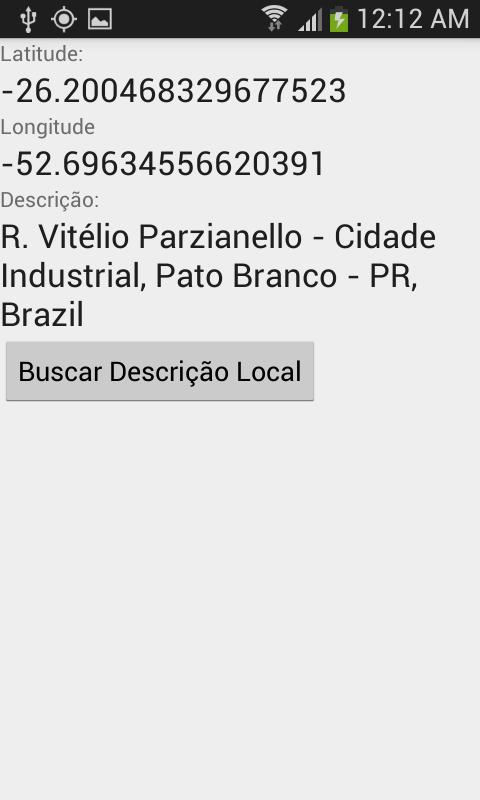 12:12 AM
Latitude:
-26.200468329677523
Longitude
-52.69634556620391
Descrição:
R. Vitélio Parzianello - Cidade
Industrial, Pato Branco - PR,
Brazil
Buscar Descrição Local